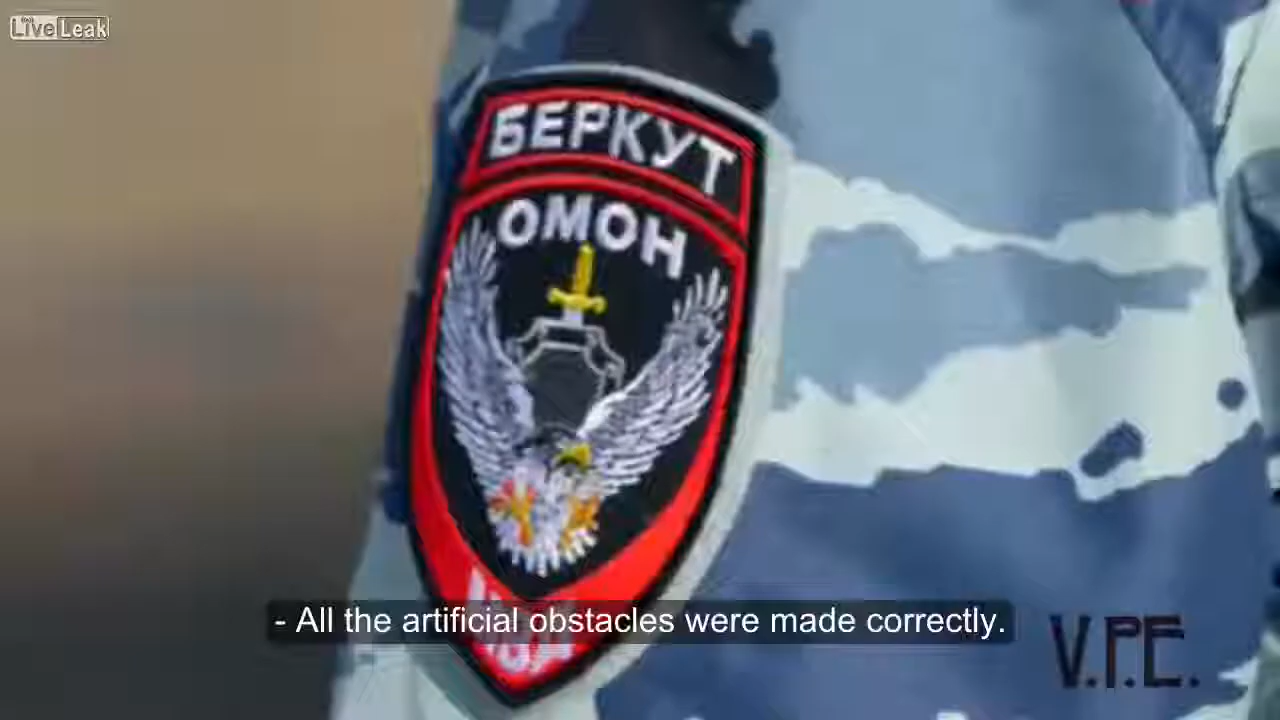 LiveLeak
БЕРКУТ
ОМОН
- All the artificial obstacles were made correctly.
V.P.E.